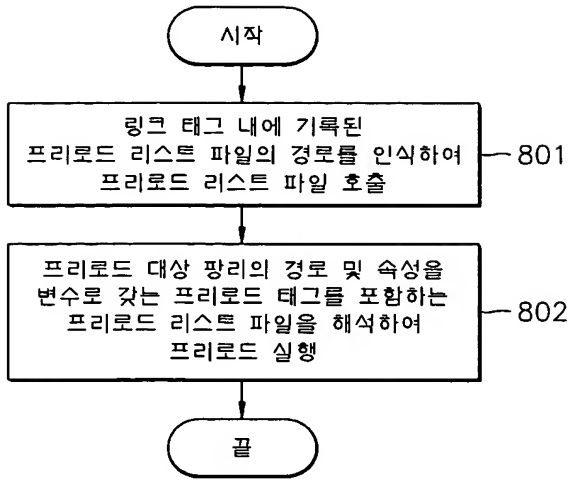 시작
링크 태그 내에 기록된
프리로드 리스트 파일의 경로를 인식하여
프리로드 리스트 파일 호출
801
프리로드 대상 팡리의 경로 및 속성을
변수로 갖는 프리로드 태그를 포함하는
프리로드 리스트 파일을 해석하여
프리로드 실행
802
끝